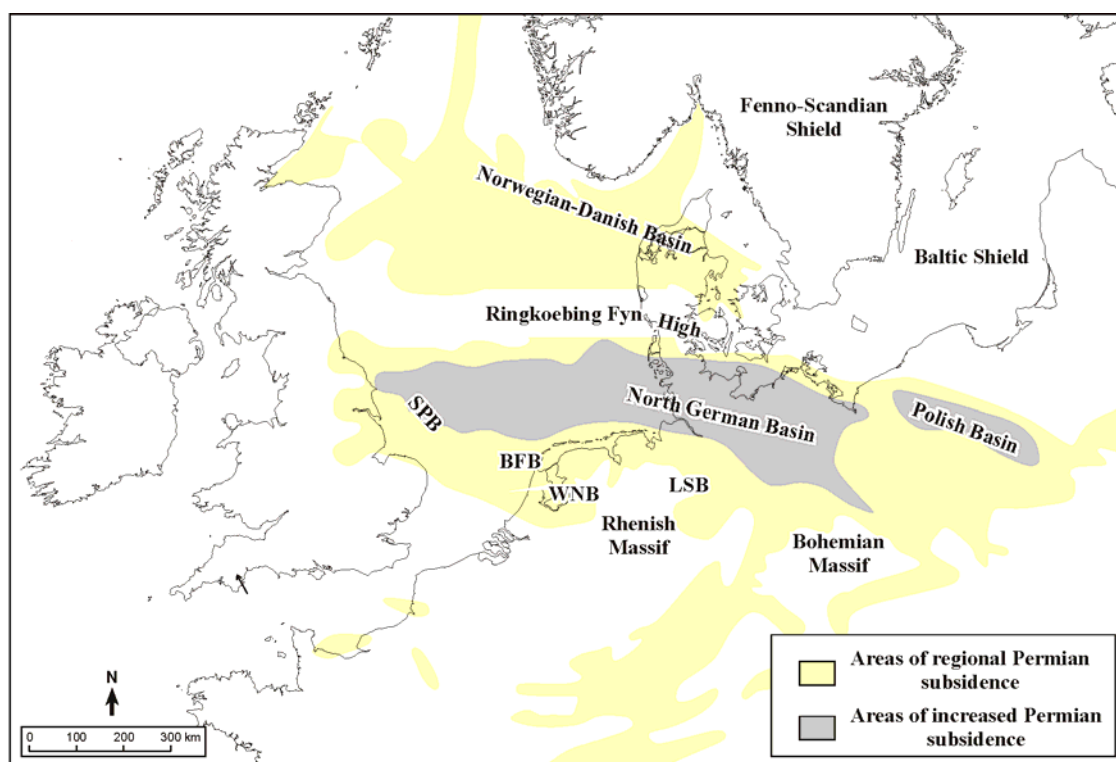 Fenno-Scandian
Shield
Norwegian-Danish Basin
Baltic Shield
Ringkoebing Fyn
High
SPB
North German Basin
Polish Basin
BFB
WNB
LSB
Rhenish
Massif
Bohemian
Massif
N
0 100 200 300 km
Areas of regional Permian
subsidence
Areas of increased Permian
subsidence